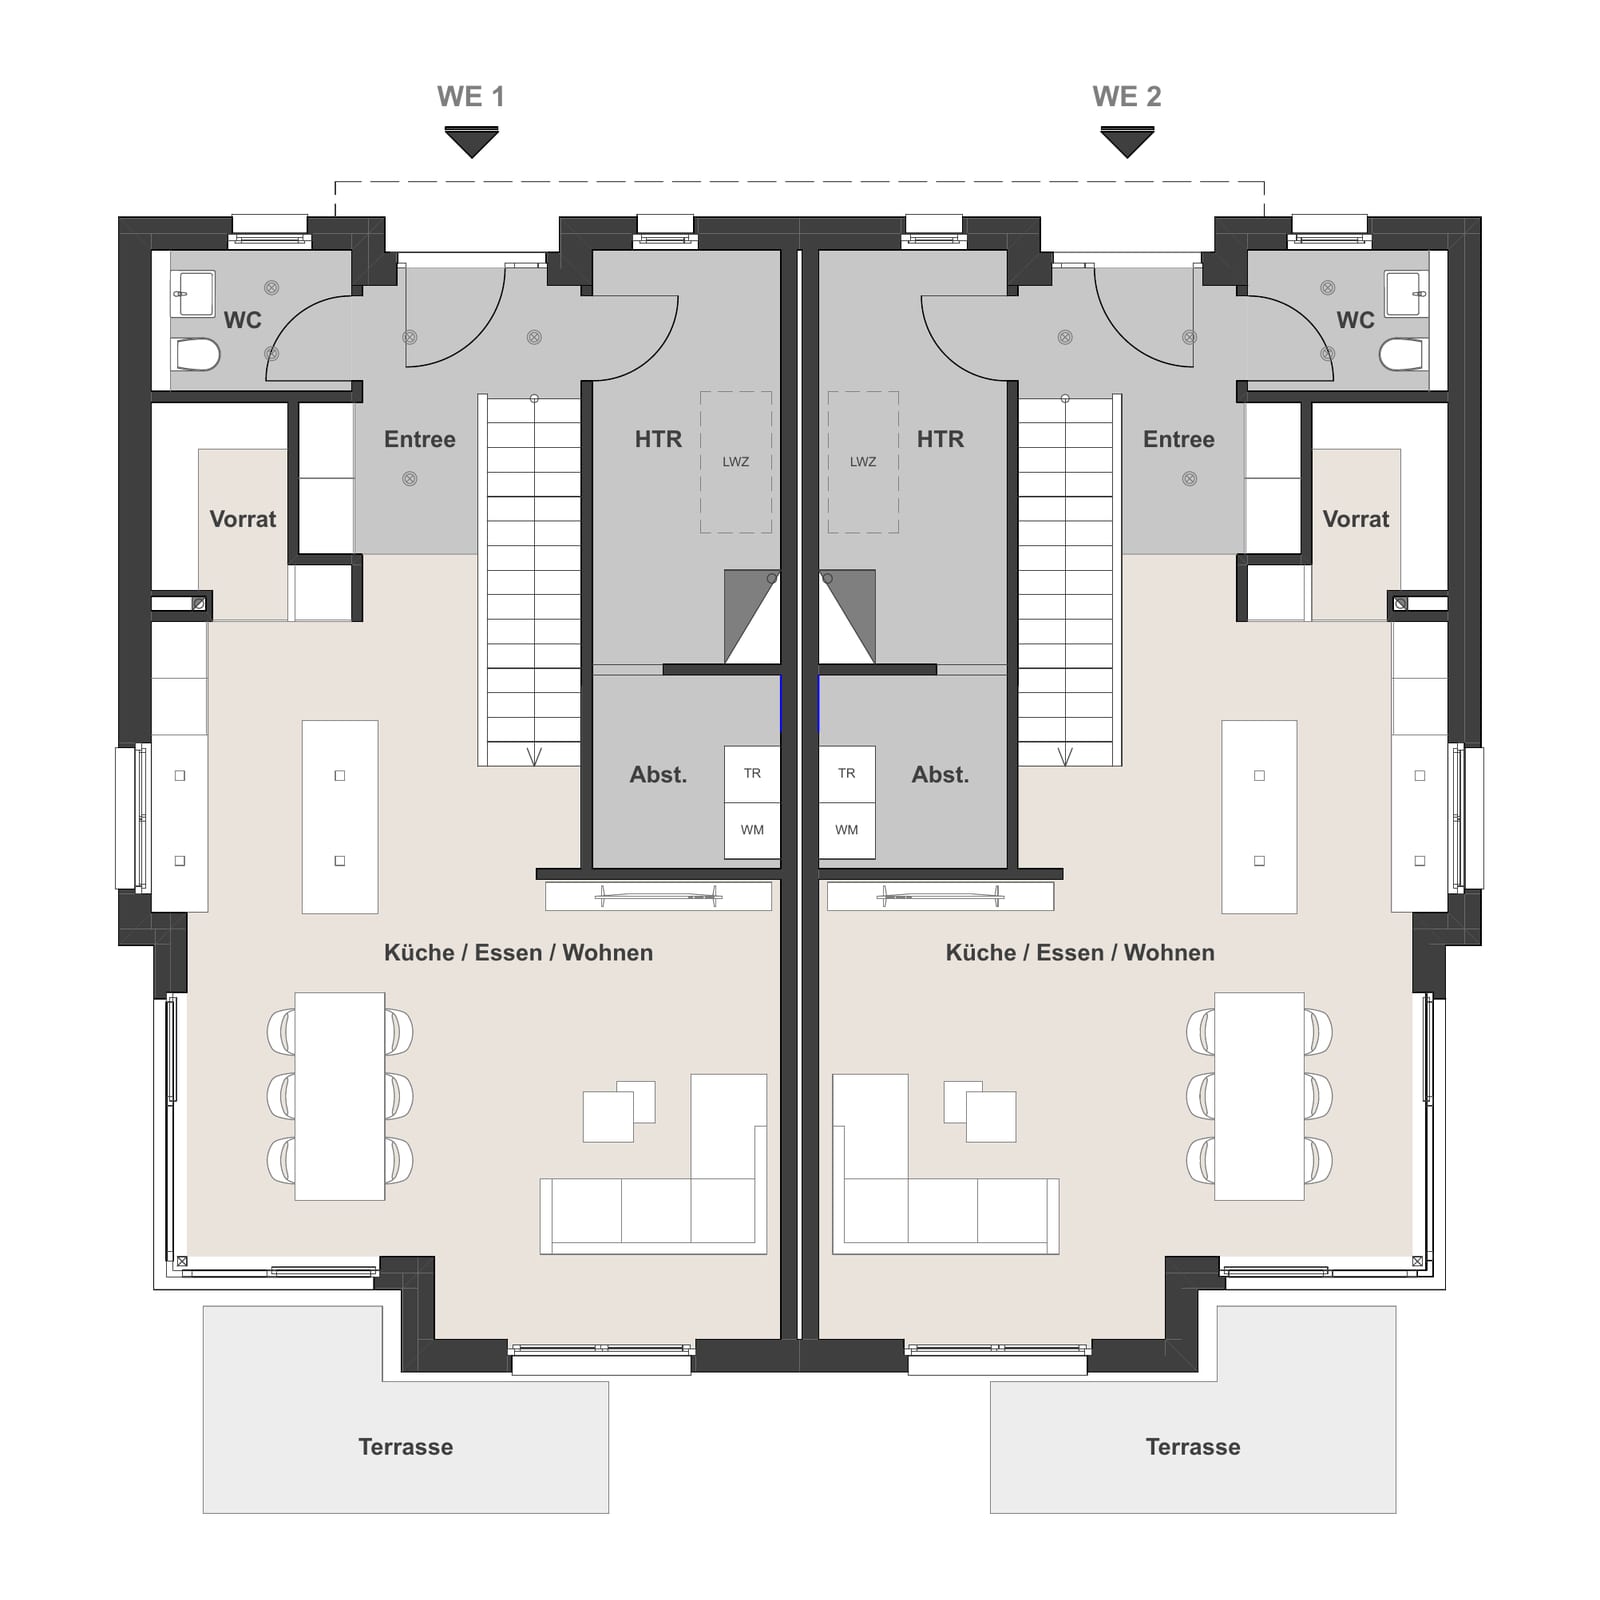 WE 1
WE 2
WC
WC
Entree
HTR
LWZ
LWZ
HTR
Entree
Vorrat
Vorrat
Abst.
TR
TR
Abst.
WM
WM
Küche / Essen / Wohnen
Küche / Essen / Wohnen
Terrasse
Terrasse